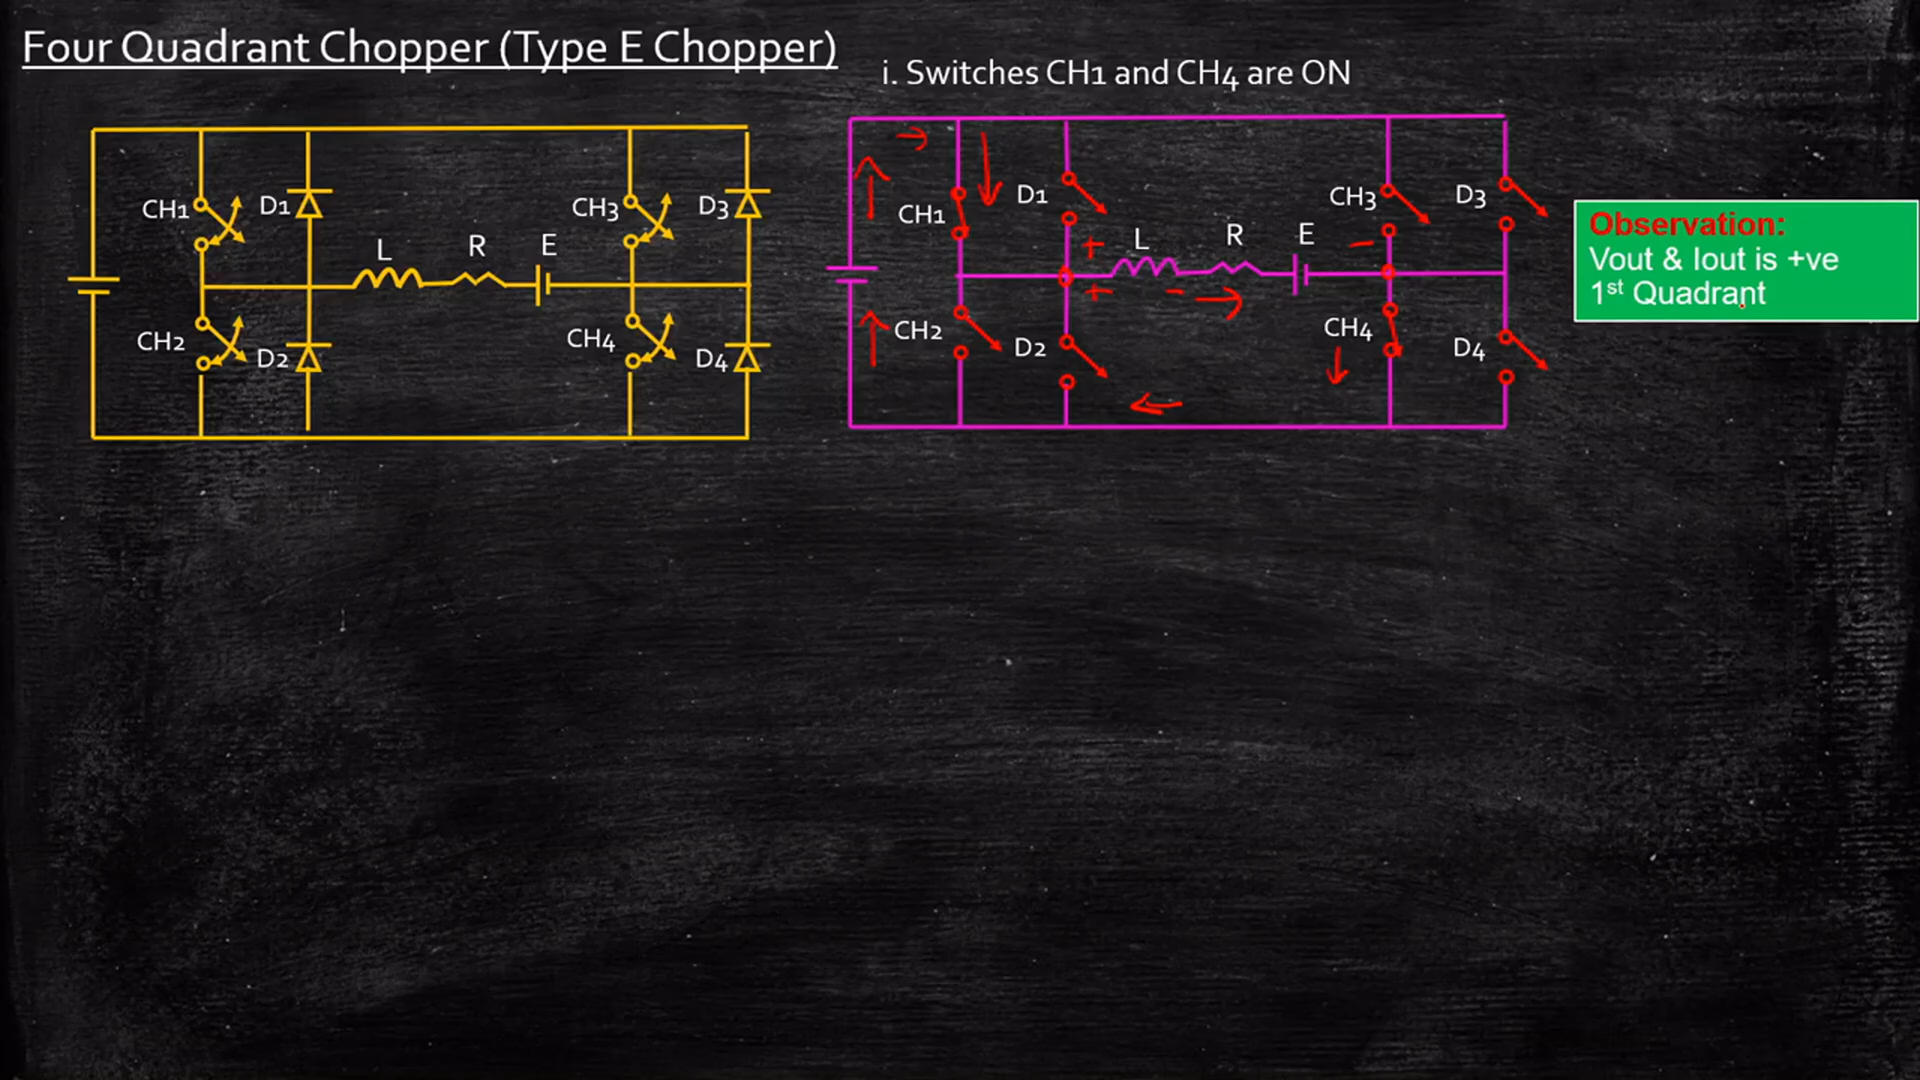 Four Quadrant Chopper (Type E Chopper)
i. Switches CH1 and CH4 are ON
CH1
D1
L
R
E
CH3
D3
CH2
D2
CH4
D4
CH1
D1
+
L
R
E
-
CH3
D3
+
-
CH2
D2
CH4
D4
Observation:
Vout & Iout is +ve
1st Quadrant